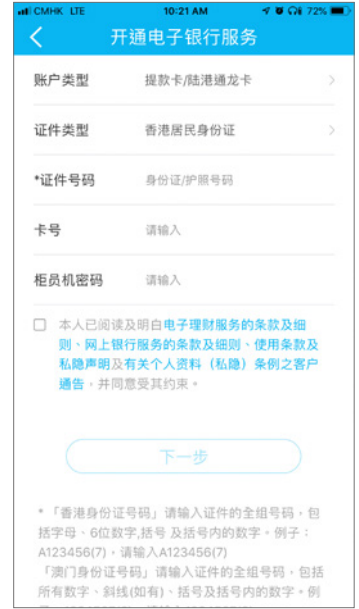 CMHK LTE 10:21 AM 72%
开通电子银行服务
账户类型 提款卡/陆港通龙卡
证件类型 香港居民身份证
*证件号码 身份证/护照号码
卡号 请输入
柜员机密码 请输入
本人已阅读及明白电子理财服务的条款及细
则、网上银行服务的条款及细则、使用条款及
私隐声明及有关个人资料（私隐）条例之客户
通告，并同意受其约束。
下一步
* 「香港身份证号码」请输入证件的全组号码，包
括字母、6位数字,括号 及括号内的数字。例子：
A123456(7)，请输入A123456(7)
「澳门身份证号码」请输入证件的全组号码，包括
所有数字、斜线(如有)、括号及括号内的数字。例